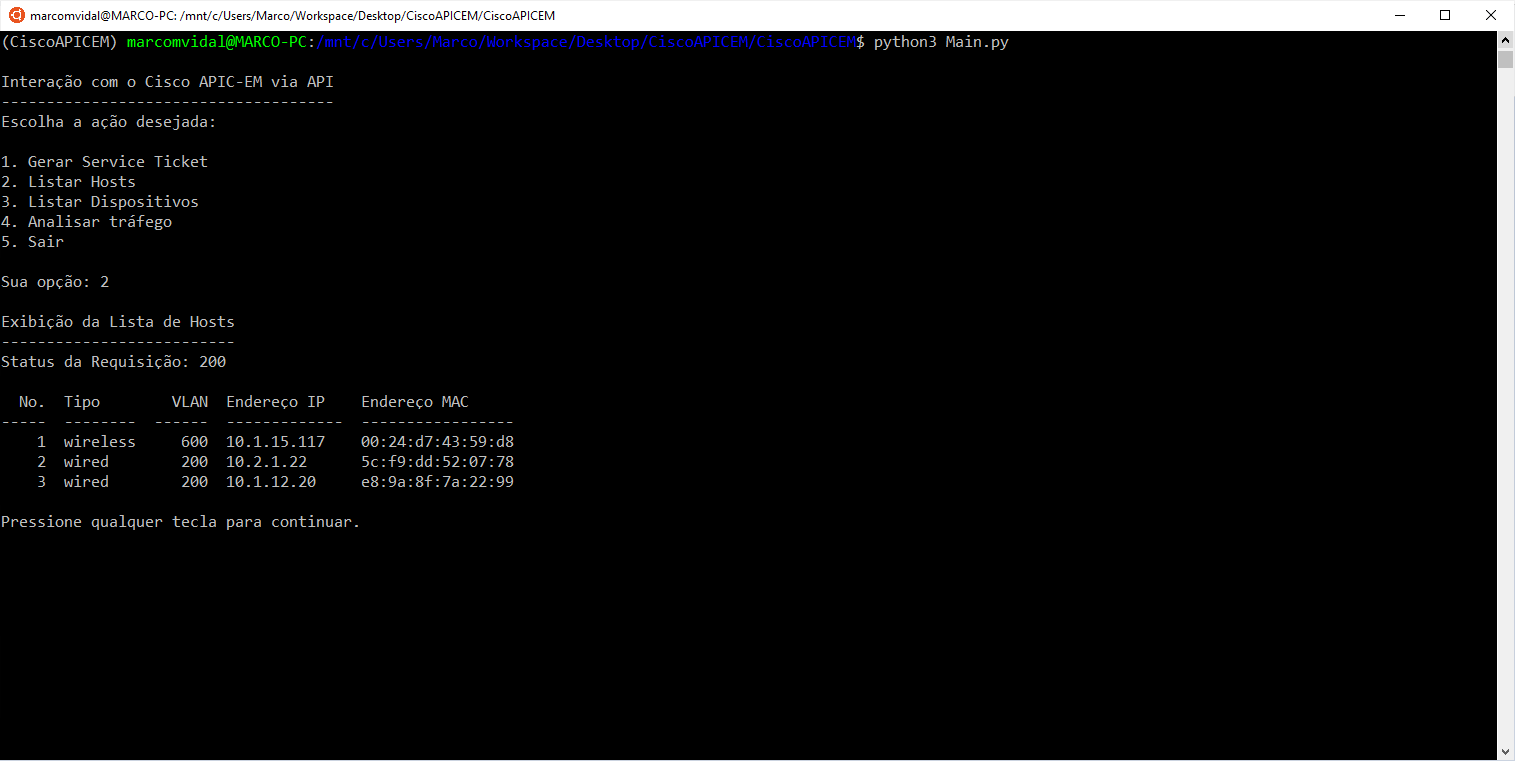 marcomvidal@MARCO-PC: /mnt/c/Users/Marco/Workspace/Desktop/CiscoAPICEM/CiscoAPICEM
(CiscoAPICEM) marcomvidal@MARCO-PC:/mnt/c/Users/Marco/Workspace/Desktop/CiscoAPICEM/CiscoAPICEM$ python3 Main.py
Interação com o Cisco APIC-EM via API
-------------------------------------
Escolha a ação desejada:
1. Gerar Service Ticket
2. Listar Hosts
3. Listar Dispositivos
4. Analisar tráfego
5. Sair
Sua opção: 2
Exibição da Lista de Hosts
--------------------------
Status da Requisição: 200
  No.  Tipo        VLAN  Endereço IP    Endereço MAC
-----  --------  ------  -------------  -----------------
    1  wireless     600  10.1.15.117    00:24:d7:43:59:d8
    2  wired        200  10.2.1.22      5c:f9:dd:52:07:78
    3  wired        200  10.1.12.20     e8:9a:8f:7a:22:99
Pressione qualquer tecla para continuar.